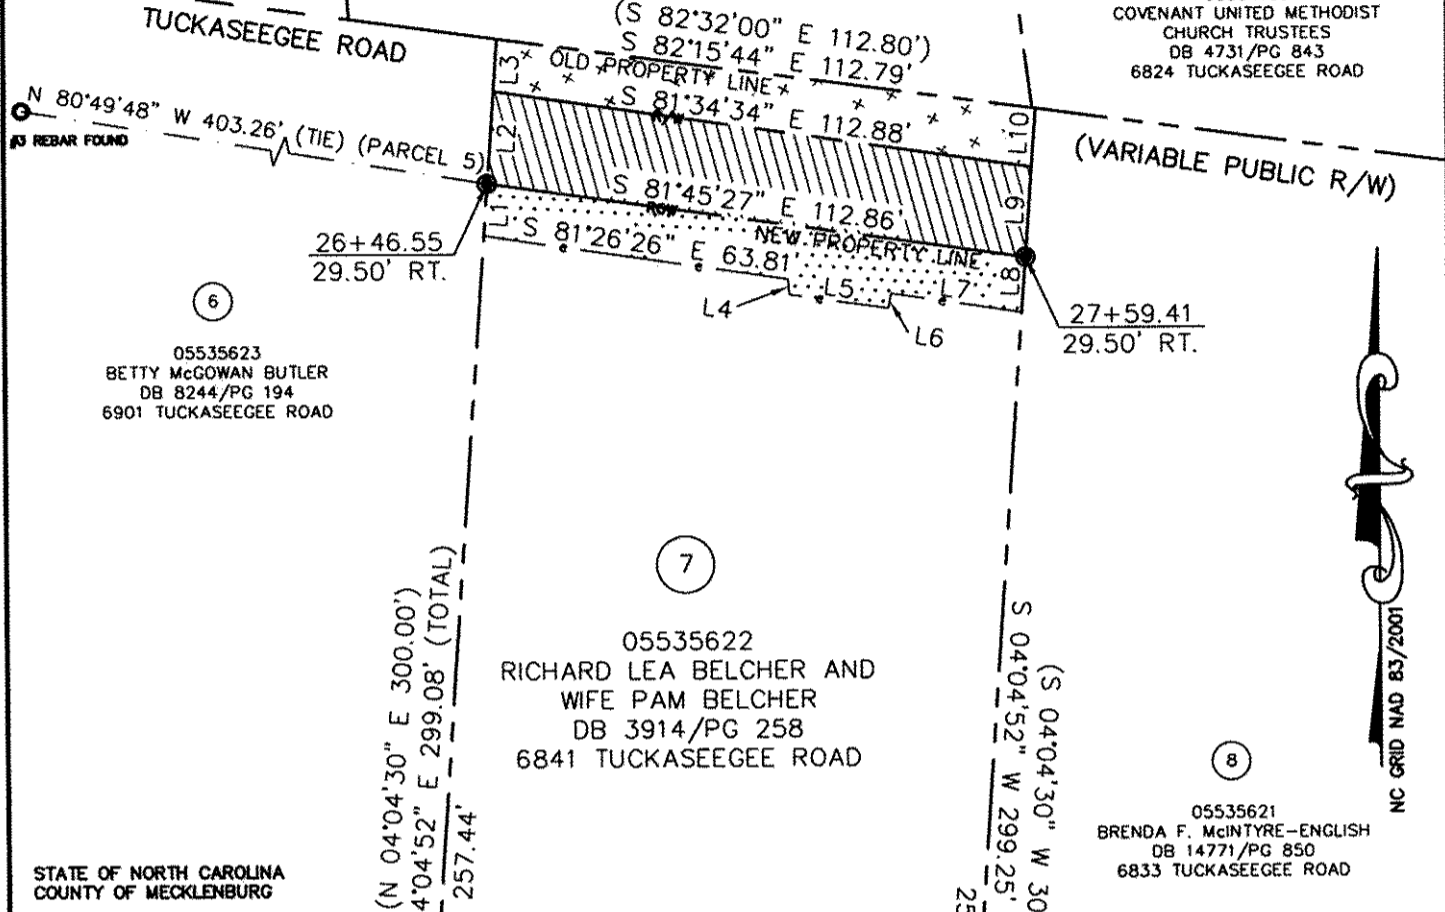 COVENANT UNITED METHODIST
CHURCH TRUSTEES
DB 4731/PG 843
6824 TUCKASEEGEE ROAD
TUCKASEEGEE ROAD
(S 82°32'00" E 112.80')
S 82°15'44" E 112.79'
OLD PROPERTY LINE
S 81°34'34" E 112.88'
R/W
L3
L2
L1
L10
L9
L8
(VARIABLE PUBLIC R/W)
N 80°49'48" W 403.26' (TIE) (PARCEL 5)
#3 REBAR FOUND
S 81°45'27" E 112.86'
ROW
NEW PROPERTY LINE
S 81°26'26" E 63.81'
e
e
e
e
L4
L5
L6
L7
26+46.55
29.50' RT.
27+59.41
29.50' RT.
6
05535623
BETTY McGOWAN BUTLER
DB 8244/PG 194
6901 TUCKASEEGEE ROAD
7
05535622
RICHARD LEA BELCHER AND
WIFE PAM BELCHER
DB 3914/PG 258
6841 TUCKASEEGEE ROAD
(N 04°04'30" E 300.00')
4°04'52" E 299.08' (TOTAL)
257.44'
(S 04°04'30" W 30
S 04°04'52" W 299.25'
25
NC GRID NAD 83/2001
8
05535621
BRENDA F. McINTYRE-ENGLISH
DB 14771/PG 850
6833 TUCKASEEGEE ROAD
STATE OF NORTH CAROLINA
COUNTY OF MECKLENBURG